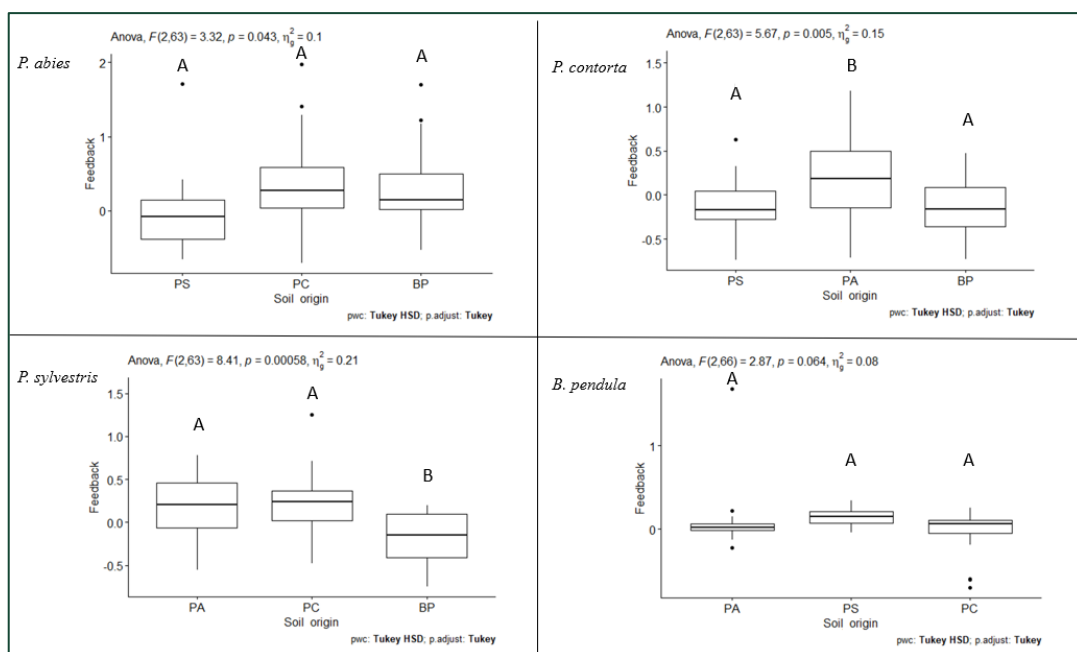 Anova, F(2,63) = 3.32, p = 0.043, η²g = 0.1
P. abies
A
A
A
2
1
0
Feedback
PS
PC
BP
Soil origin
pwc: Tukey HSD; p.adjust: Tukey
Anova, F(2,63) = 5.67, p = 0.005, η²g = 0.15
P. contorta
A
B
A
1.5
1.0
0.5
0.0
-0.5
Feedback
PS
PA
BP
Soil origin
pwc: Tukey HSD; p.adjust: Tukey
Anova, F(2,63) = 8.41, p = 0.00058, η²g = 0.21
P. sylvestris
A
A
B
1.5
1.0
0.5
0.0
-0.5
Feedback
PA
PC
BP
Soil origin
pwc: Tukey HSD; p.adjust: Tukey
Anova, F(2,66) = 2.87, p = 0.064, η²g = 0.08
B. pendula
A
A
A
1
0
Feedback
PA
PS
PC
Soil origin
pwc: Tukey HSD; p.adjust: Tukey